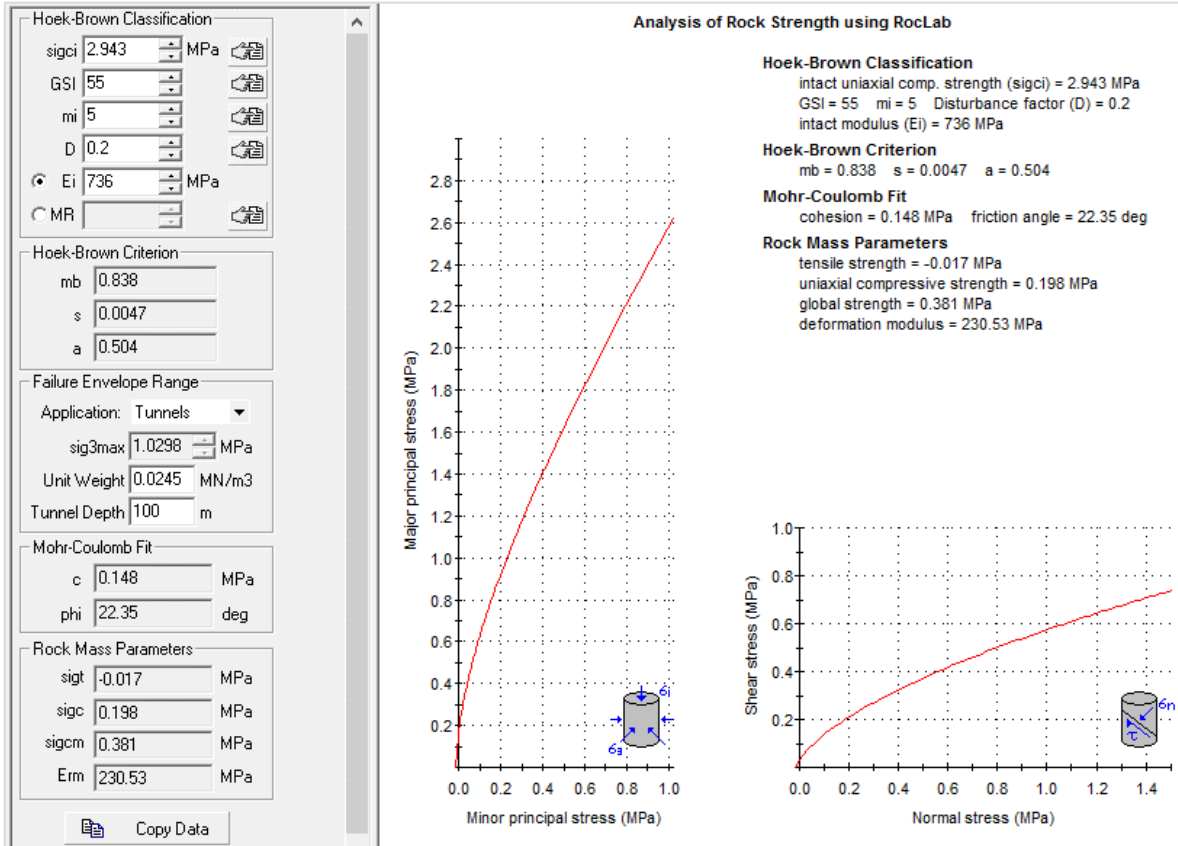 Hoek-Brown Classification
sigci 2.943 MPa
GSI 55
mi 5
D 0.2
Ei 736 MPa
MR
Hoek-Brown Criterion
mb 0.838
s 0.0047
a 0.504
Failure Envelope Range
Application: Tunnels
sig3max 1.0298 MPa
Unit Weight 0.0245 MN/m3
Tunnel Depth 100 m
Mohr-Coulomb Fit
c 0.148 MPa
phi 22.35 deg
Rock Mass Parameters
sigt -0.017 MPa
sigc 0.198 MPa
sigcm 0.381 MPa
Erm 230.53 MPa
Copy Data
Analysis of Rock Strength using RocLab
Hoek-Brown Classification
intact uniaxial comp. strength (sigci) = 2.943 MPa
GSI = 55 mi = 5 Disturbance factor (D) = 0.2
intact modulus (Ei) = 736 MPa
Hoek-Brown Criterion
mb = 0.838 s = 0.0047 a = 0.504
Mohr-Coulomb Fit
cohesion = 0.148 MPa friction angle = 22.35 deg
Rock Mass Parameters
tensile strength = -0.017 MPa
uniaxial compressive strength = 0.198 MPa
global strength = 0.381 MPa
deformation modulus = 230.53 MPa
Major principal stress (MPa)
2.8
2.6
2.4
2.2
2.0
1.8
1.6
1.4
1.2
1.0
0.8
0.6
0.4
0.2
0.0 0.2 0.4 0.6 0.8 1.0
Minor principal stress (MPa)
σ1
σ3
Shear stress (MPa)
1.0
0.8
0.6
0.4
0.2
0.0 0.2 0.4 0.6 0.8 1.0 1.2 1.4
Normal stress (MPa)
σn
τ